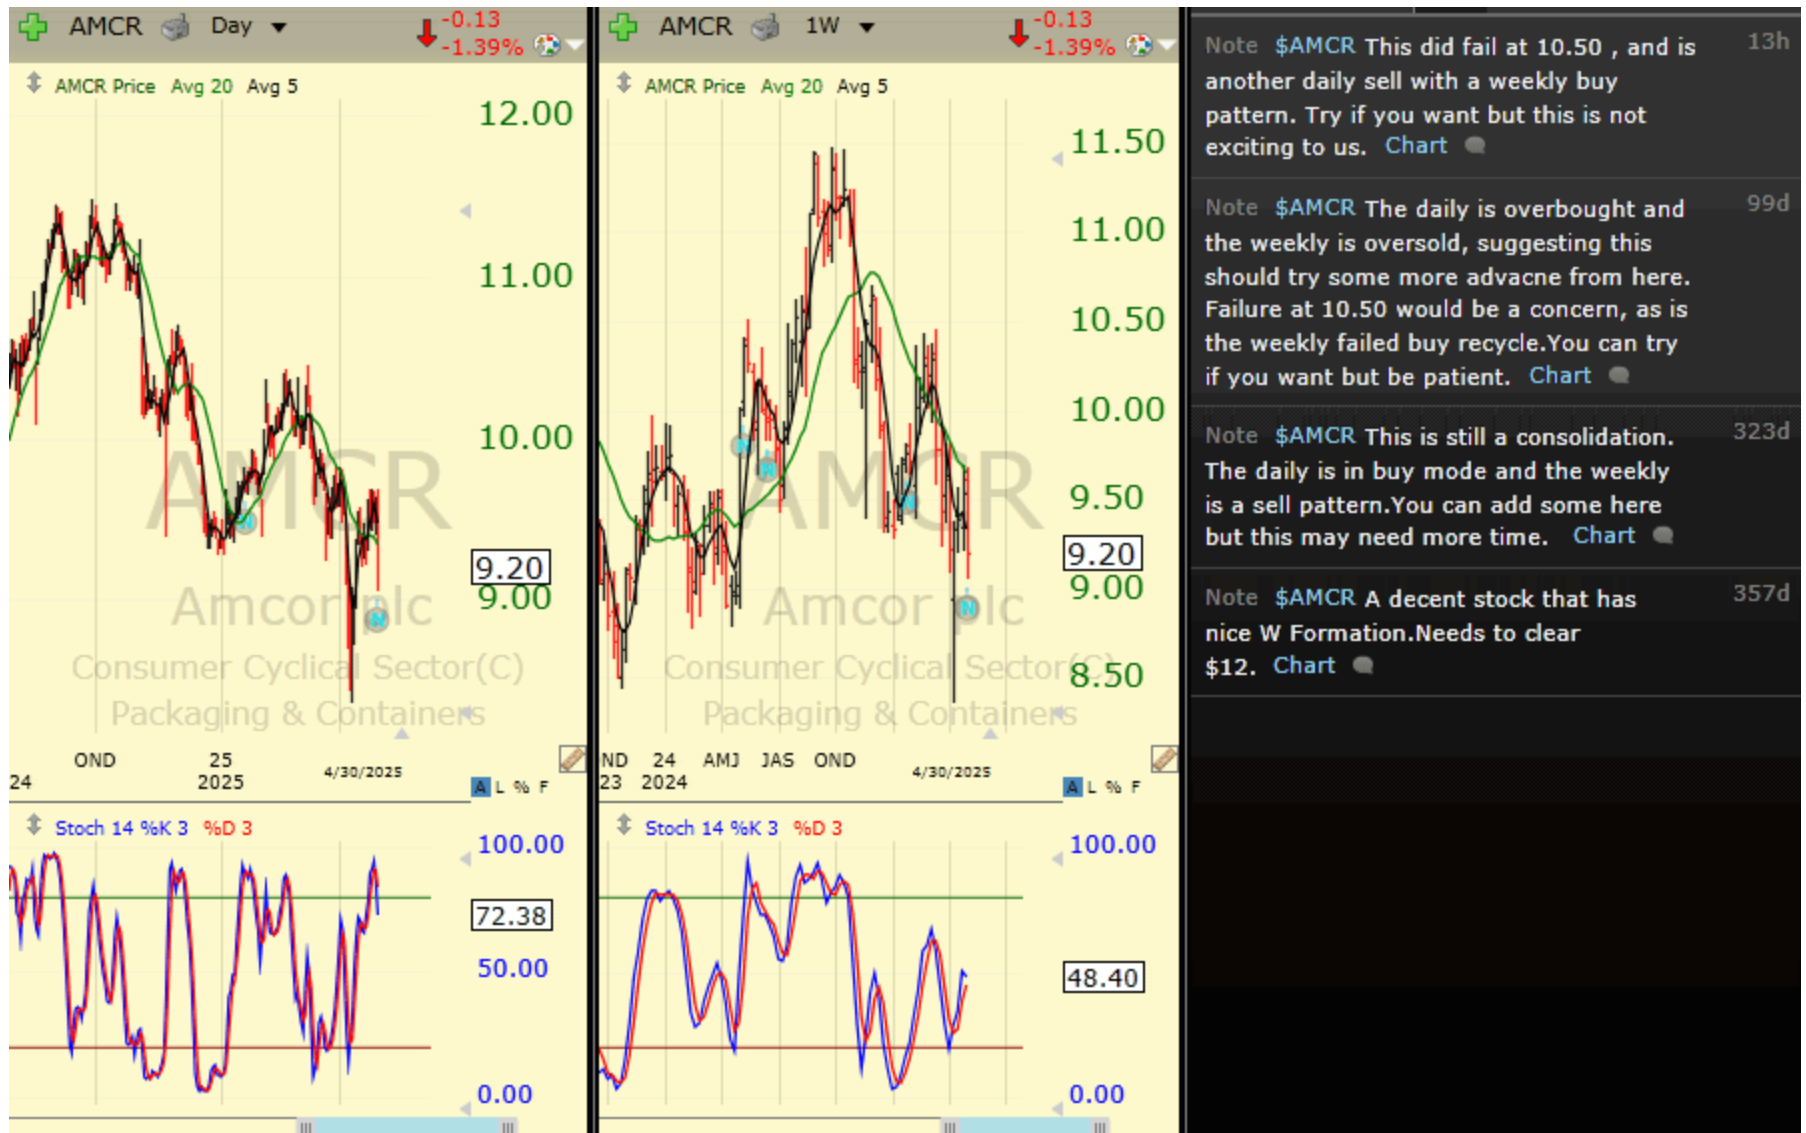 AMCR Day -0.13
-1.39%
AMCR Price Avg 20 Avg 5
12.00
11.00
10.00
9.20
9.00
AMCR
Amcor plc
Consumer Cyclical Sector(C)
Packaging & Containers
OND 25
24 2025 4/30/2025
A L % F
Stoch 14 %K 3 %D 3
100.00
72.38
50.00
0.00
AMCR 1W -0.13
-1.39%
AMCR Price Avg 20 Avg 5
11.50
11.00
10.50
10.00
9.50
9.20
9.00
8.50
AMCR
Amcor plc
Consumer Cyclical Sector(C)
Packaging & Containers
ND 24 AMJ JAS OND
23 2024 4/30/2025
A L % F
Stoch 14 %K 3 %D 3
100.00
48.40
0.00
Note $AMCR This did fail at 10.50 , and is 13h
another daily sell with a weekly buy
pattern. Try if you want but this is not
exciting to us. Chart
Note $AMCR The daily is overbought and 99d
the weekly is oversold, suggesting this
should try some more advacne from here.
Failure at 10.50 would be a concern, as is
the weekly failed buy recycle.You can try
if you want but be patient. Chart
Note $AMCR This is still a consolidation. 323d
The daily is in buy mode and the weekly
is a sell pattern.You can add some here
but this may need more time. Chart
Note $AMCR A decent stock that has 357d
nice W Formation.Needs to clear
$12. Chart